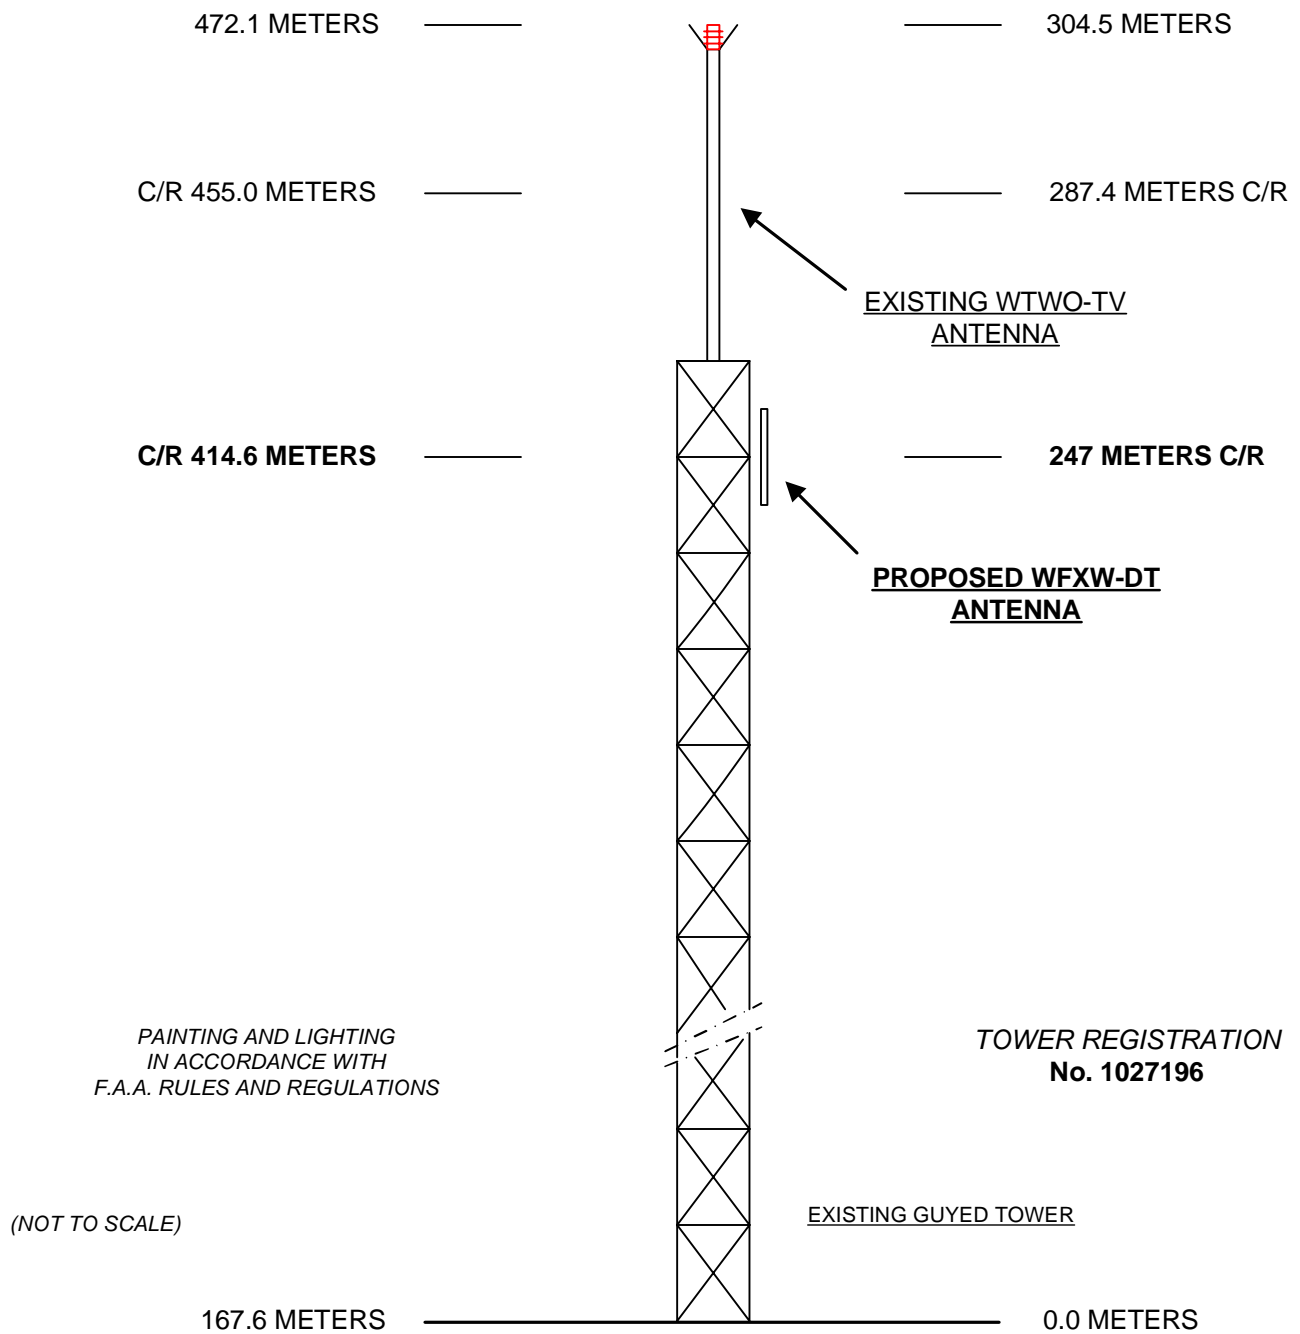 472.1 METERS
304.5 METERS
C/R 455.0 METERS
287.4 METERS C/R
EXISTING WTWO-TV
ANTENNA
C/R 414.6 METERS
247 METERS C/R
PROPOSED WFXW-DT
ANTENNA
PAINTING AND LIGHTING
IN ACCORDANCE WITH
F.A.A. RULES AND REGULATIONS
TOWER REGISTRATION
No. 1027196
(NOT TO SCALE)
EXISTING GUYED TOWER
167.6 METERS
0.0 METERS